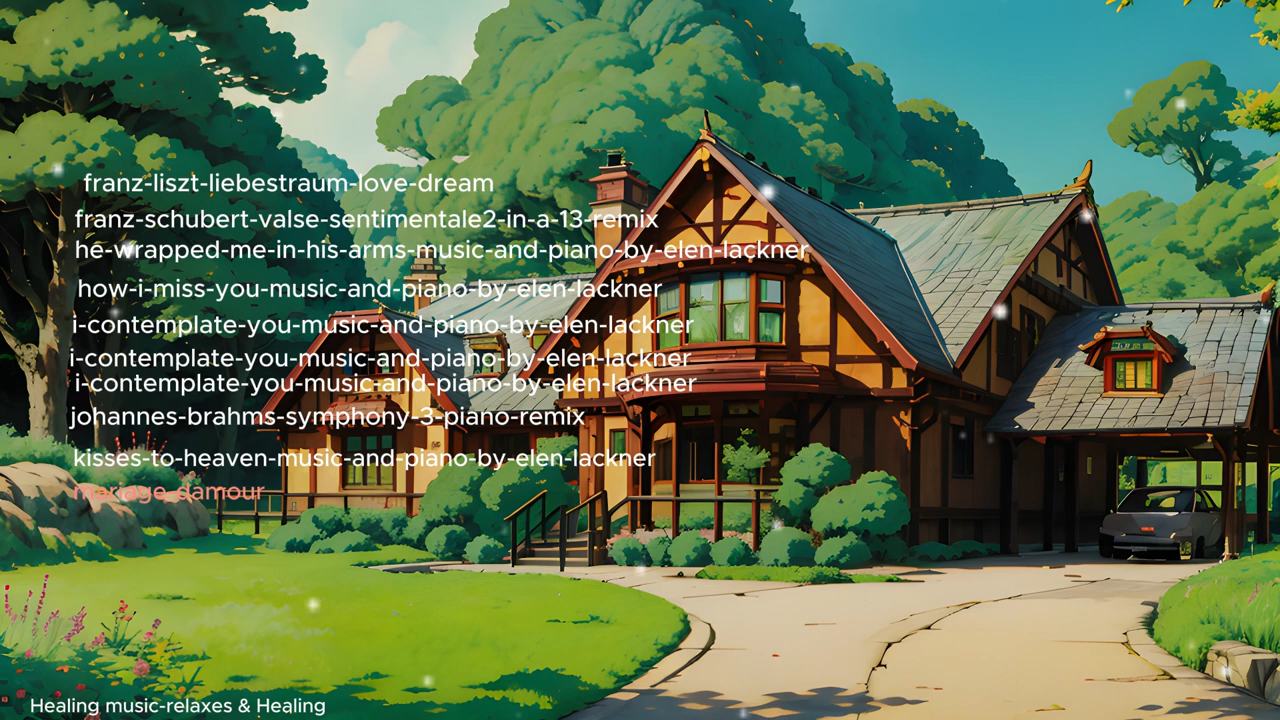 franz-liszt-liebestraum-love-dream
franz-schubert-valse-sentimentale2-in-a-13-remix
he-wrapped-me-in-his-arms-music-and-piano-by-elen-lackner
how-i-miss-you-music-and-piano-by-elen-lackner
i-contemplate-you-music-and-piano-by-elen-lackner
i-contemplate-you-music-and-piano-by-elen-lackner
i-contemplate-you-music-and-piano-by-elen-lackner
johannes-brahms-symphony-3-piano-remix
kisses-to-heaven-music-and-piano-by-elen-lackner
mariage-damour
Healing music-relaxes & Healing